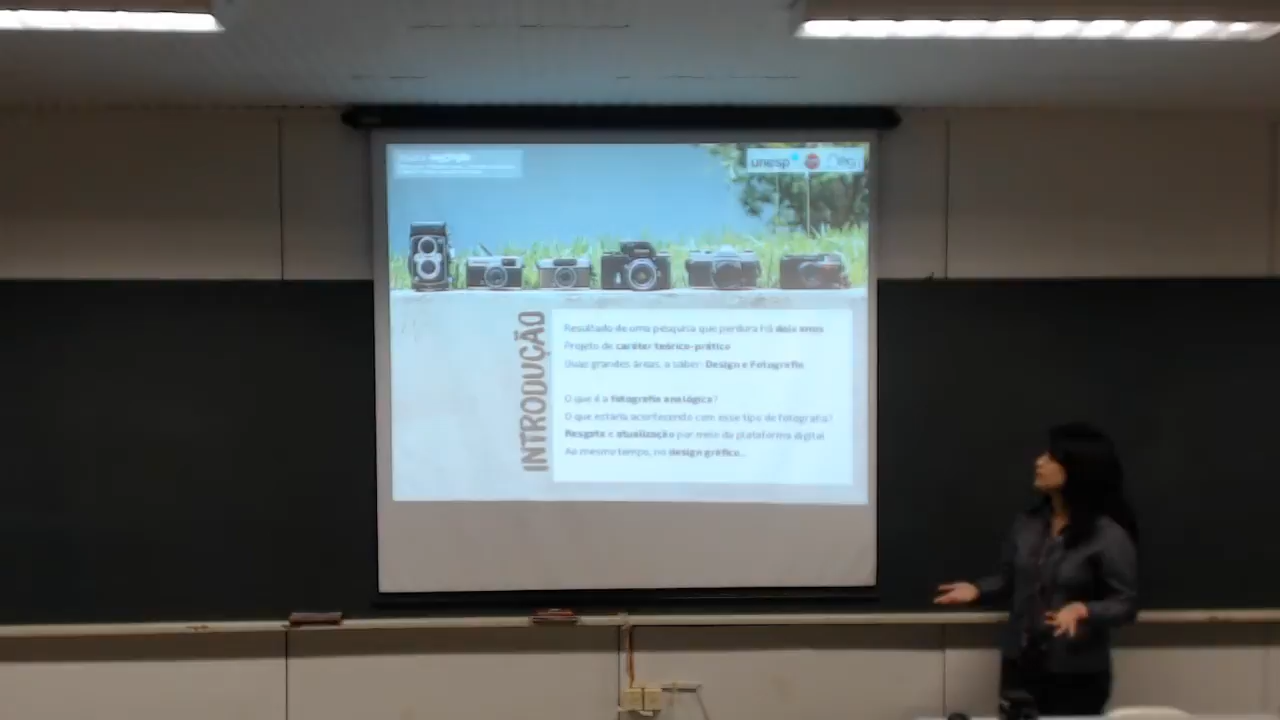 unesp
INTRODUÇÃO
Resultado de uma pesquisa que perdura há dois anos
Projeto de caráter teórico-prático
Duas grandes áreas, a saber: Design e Fotografia
O que é a fotografia analógica?
O que estaria acontecendo com esse tipo de fotografia?
Resgate e atualização por meio da plataforma digital
Ao mesmo tempo, no design gráfico...